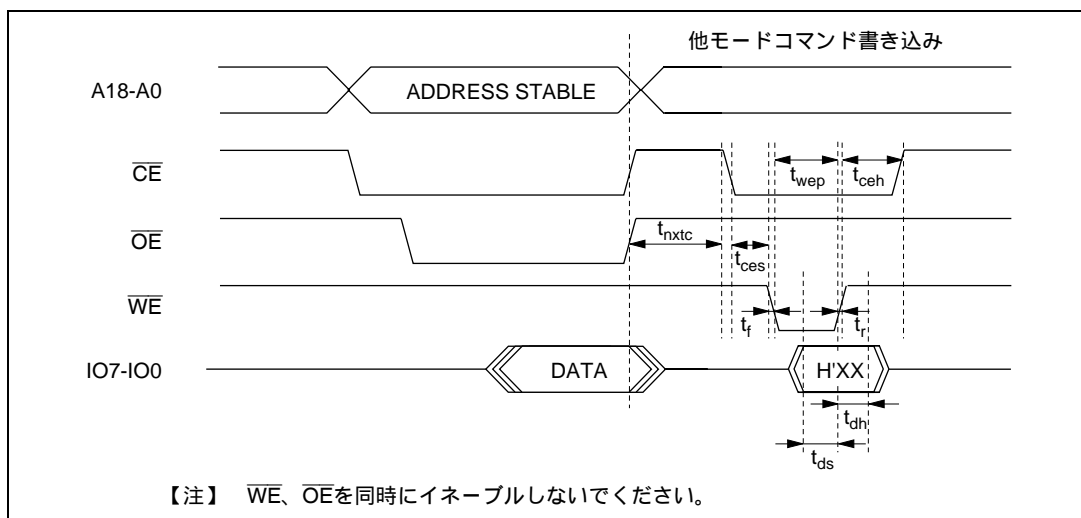 他モードコマンド書き込み
A18-A0
ADDRESS STABLE
CE
twep
tceh
OE
tnxtc
tces
WE
tf
tr
IO7-IO0
DATA
H'XX
tdh
tds
【注】 WE、OEを同時にイネーブルしないでください。